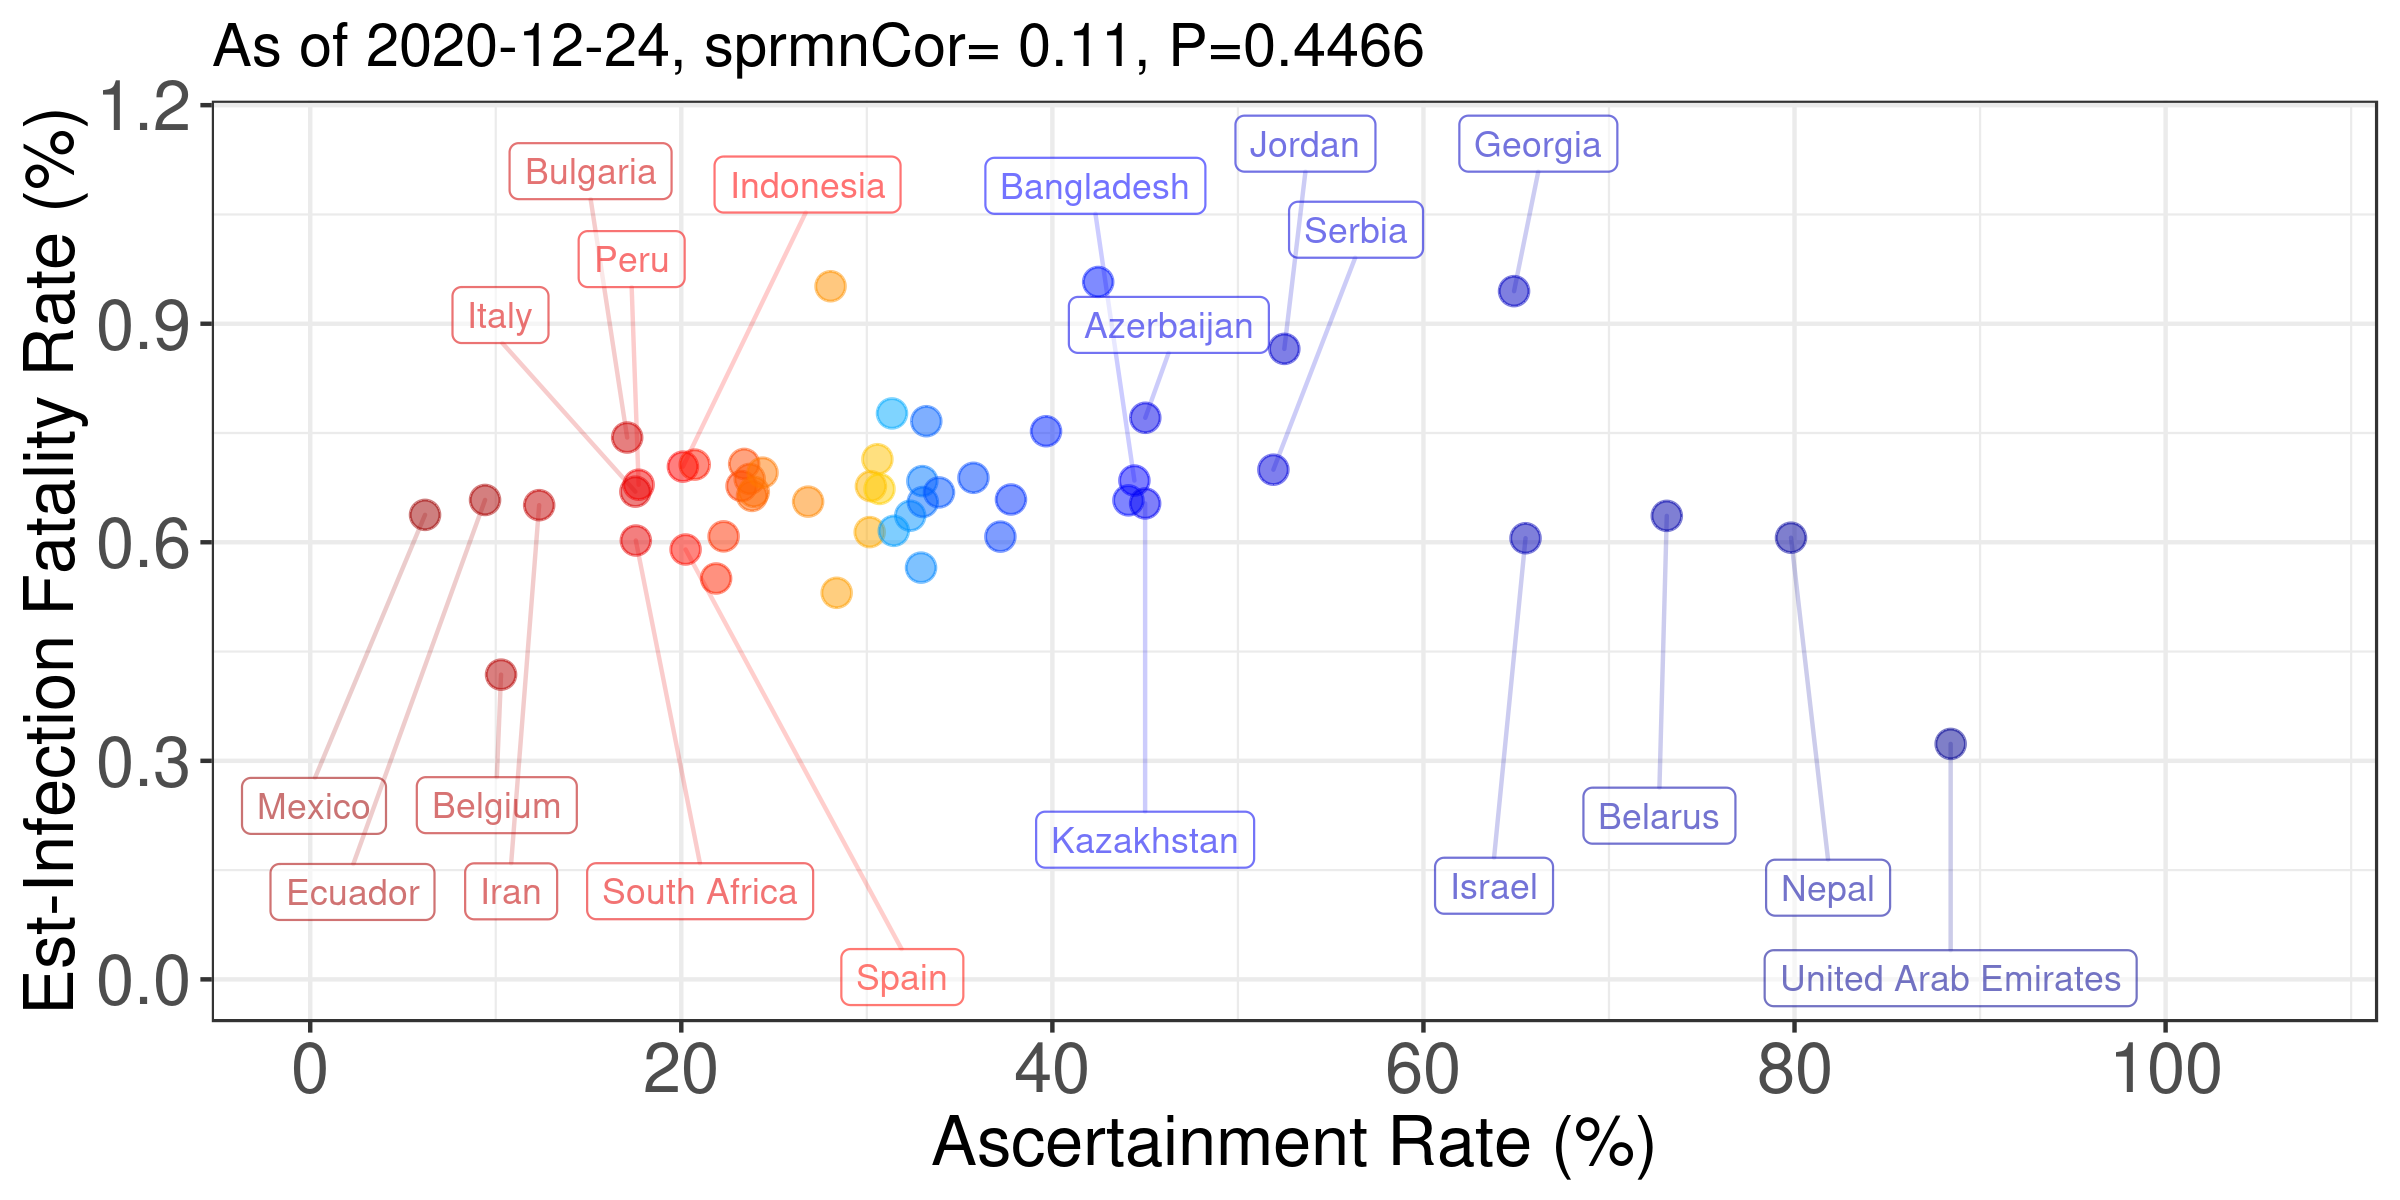 As of 2020-12-24, sprmnCor= 0.11, P=0.4466
Est-Infection Fatality Rate (%)
1.2
0.9
0.6
0.3
0.0
Jordan
Georgia
Bulgaria
Indonesia
Bangladesh
Serbia
Peru
Italy
Azerbaijan
Mexico
Belgium
Belarus
Kazakhstan
Ecuador
Iran
South Africa
Israel
Nepal
Spain
United Arab Emirates
0 20 40 60 80 100
Ascertainment Rate (%)